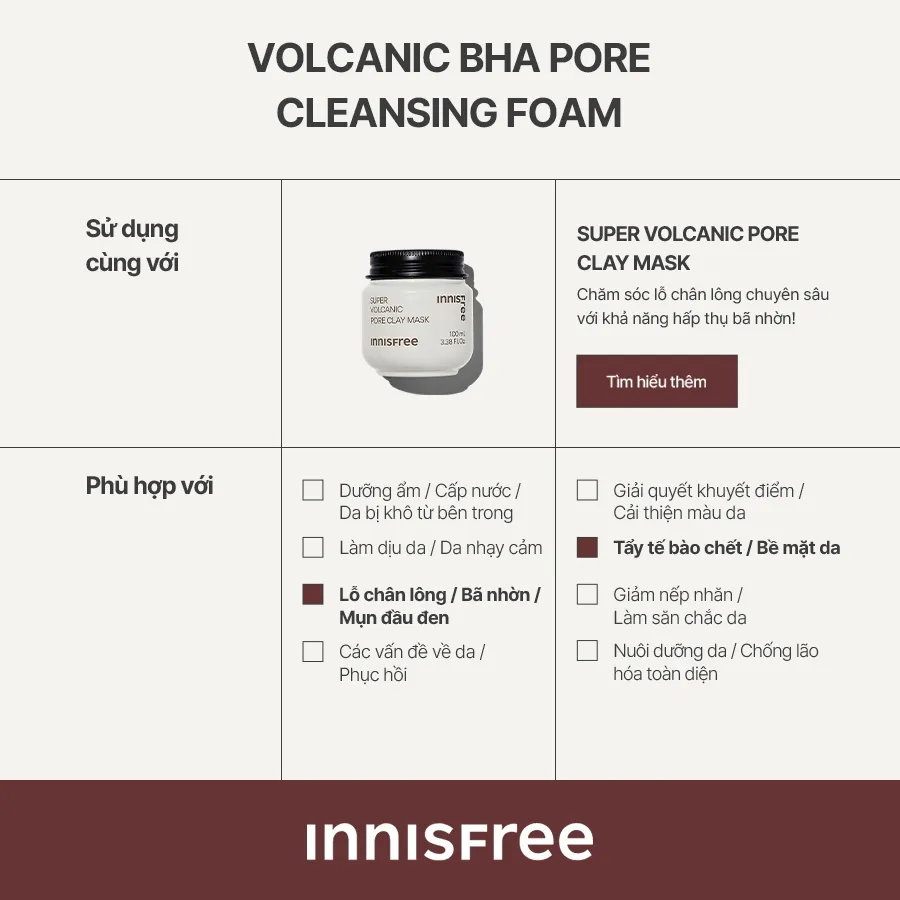 VOLCANIC BHA PORE
CLEANSING FOAM
Sử dụng
cùng với
SUPER
VOLCANIC
PORE CLAY MASK
INNISFree
100mL
3.38 Fl.Oz
INNISFree
SUPER VOLCANIC PORE
CLAY MASK
Chăm sóc lỗ chân lông chuyên sâu
với khả năng hấp thụ bã nhờn!
Tìm hiểu thêm
Phù hợp với
Dưỡng ẩm / Cấp nước /
Da bị khô từ bên trong
Làm dịu da / Da nhạy cảm
Lỗ chân lông / Bã nhờn /
Mụn đầu đen
Các vấn đề về da /
Phục hồi
Giải quyết khuyết điểm /
Cải thiện màu da
Tẩy tế bào chết / Bề mặt da
Giảm nếp nhăn /
Làm săn chắc da
Nuôi dưỡng da / Chống lão
hóa toàn diện
INNISFree